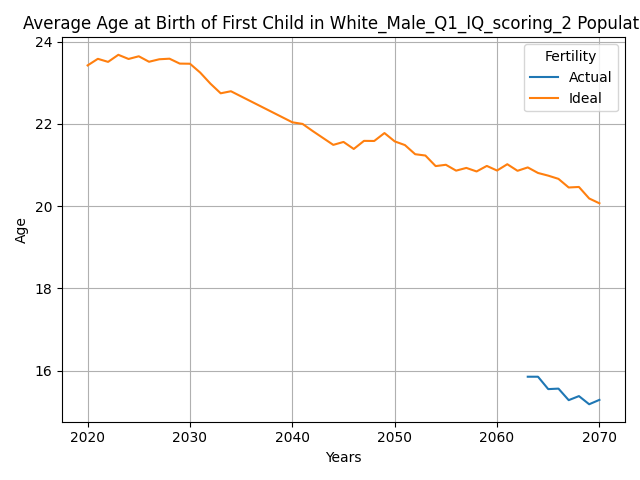 Average Age at Birth of First Child in White_Male_Q1_IQ_scoring_2 Populat
24
22
20
18
16
Age
Fertility
Actual
Ideal
2020 2030 2040 2050 2060 2070
Years